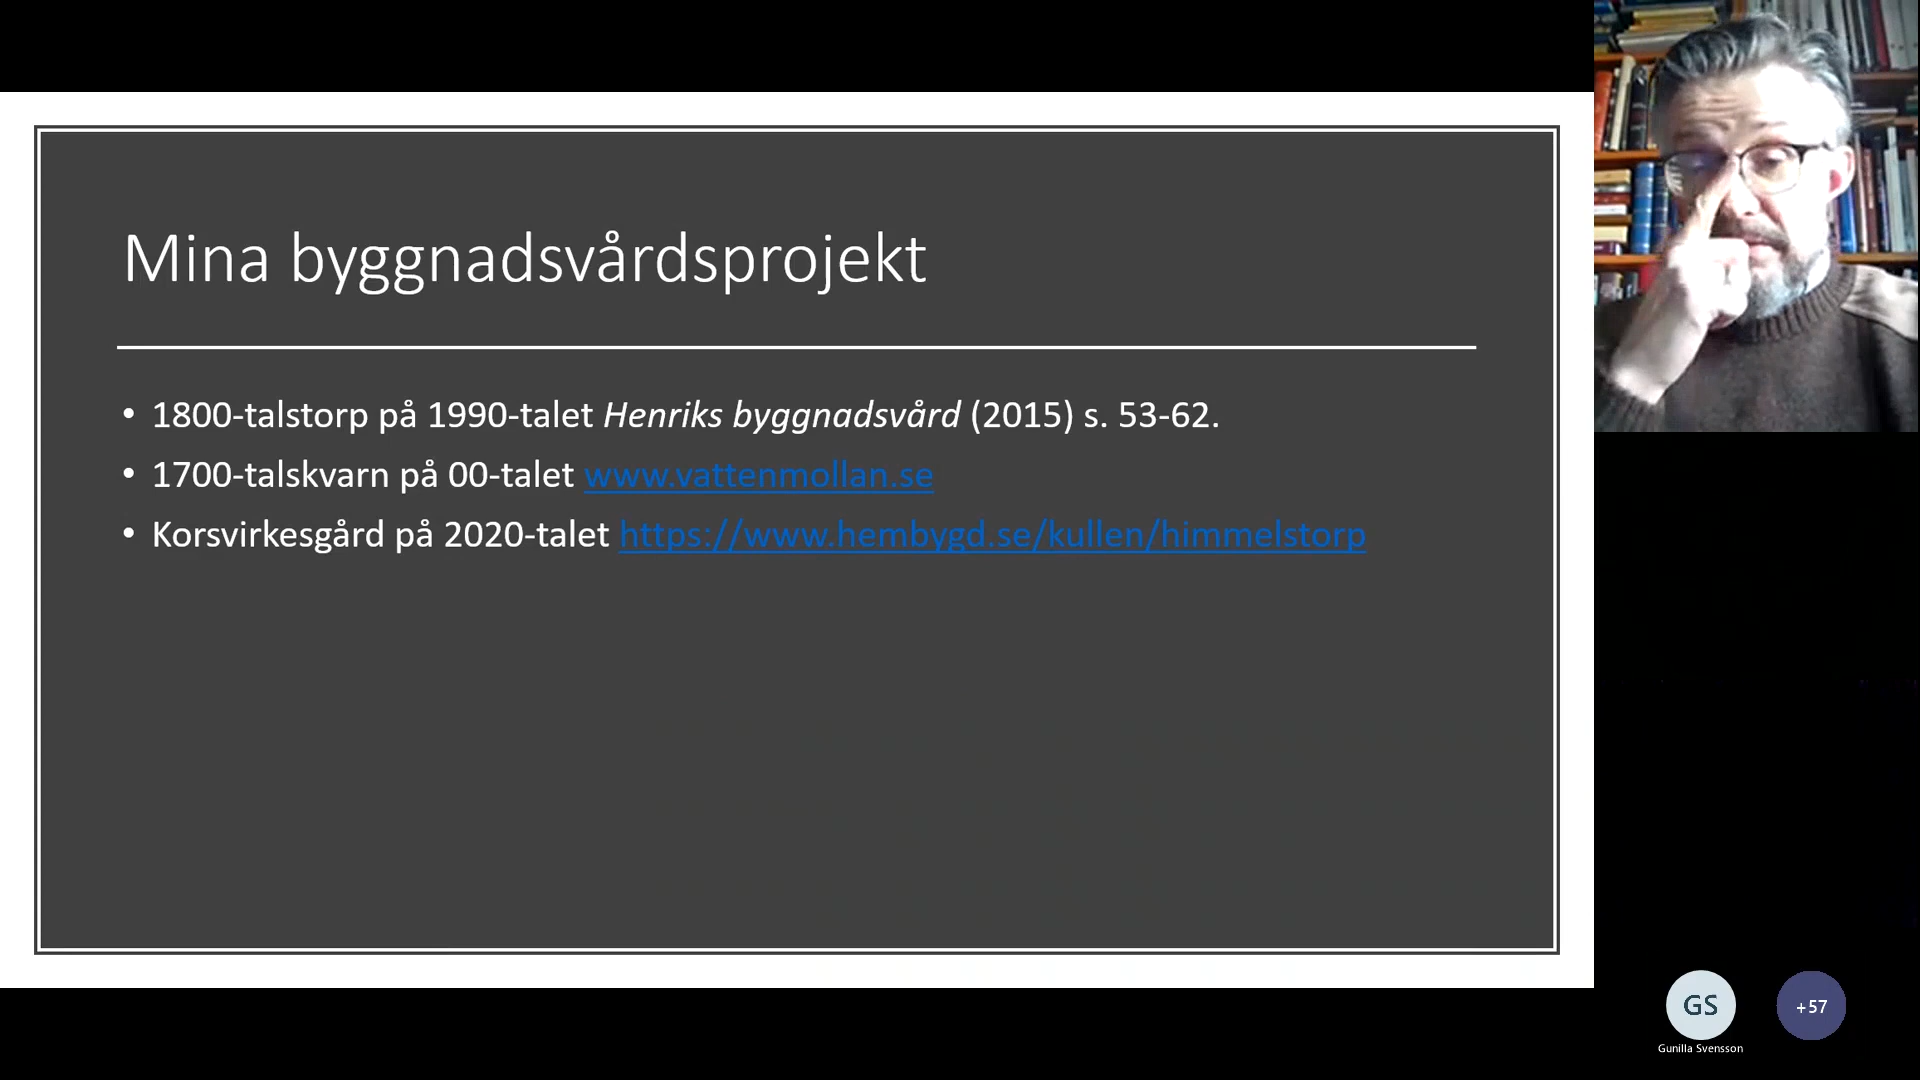 Mina byggnadsvårdsprojekt
• 1800-talstorp på 1990-talet Henriks byggnadsvård (2015) s. 53-62.
• 1700-talskvarn på 00-talet www.vattenmollan.se
• Korsvirkesgård på 2020-talet https://www.hembygd.se/kullen/himmelstorp
GS
+57
Gunilla Svensson